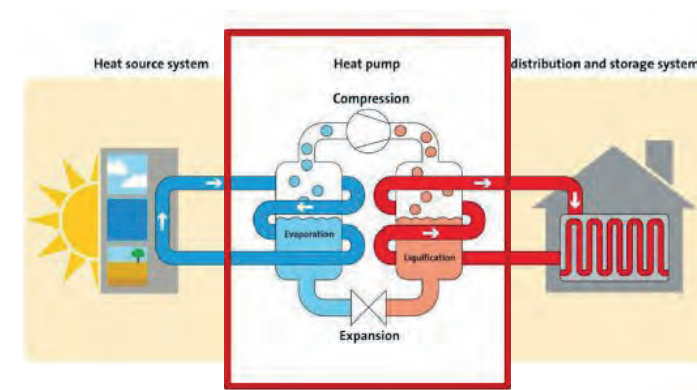 Heat source system
Heat pump
distribution and storage system
Compression
Evaporation
Liquification
Expansion